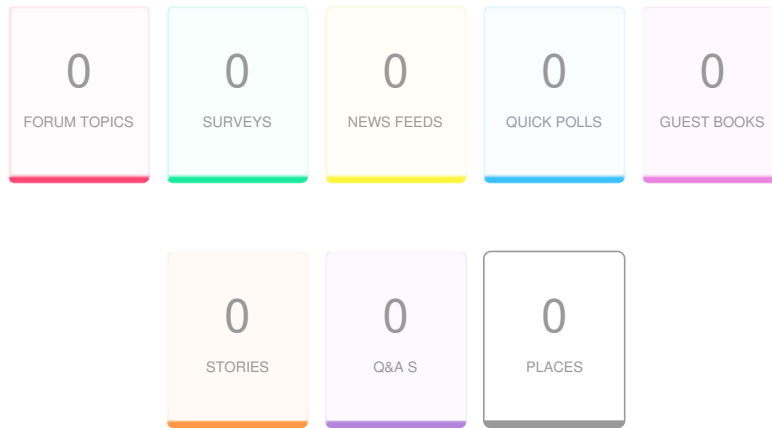 0 0 0 0 0
FORUM TOPICS SURVEYS NEWS FEEDS QUICK POLLS GUEST BOOKS
0 0 0
STORIES Q&A S PLACES